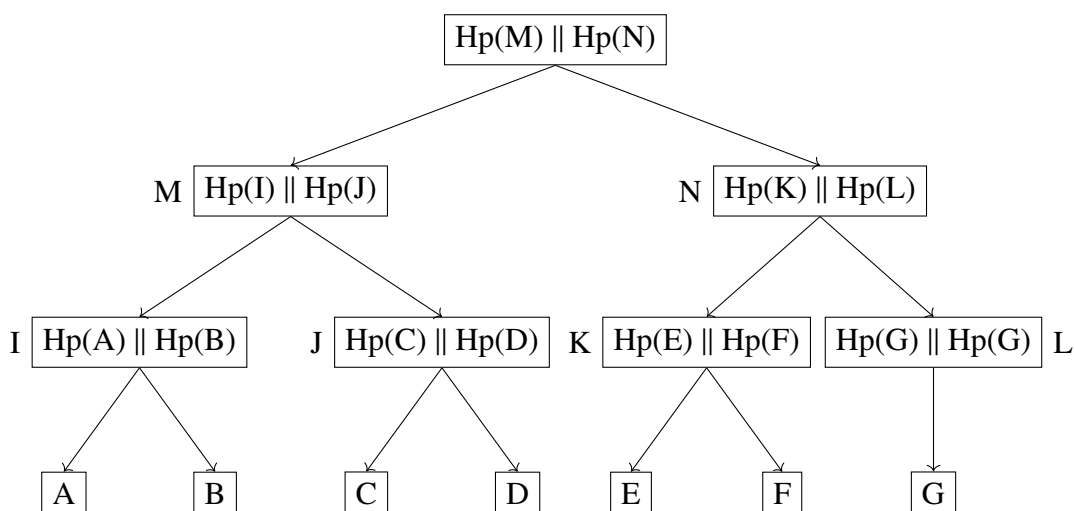 Hp(M) || Hp(N)
M Hp(I) || Hp(J) N Hp(K) || Hp(L)
I Hp(A) || Hp(B) J Hp(C) || Hp(D) K Hp(E) || Hp(F) Hp(G) || Hp(G) L
A B C D E F G